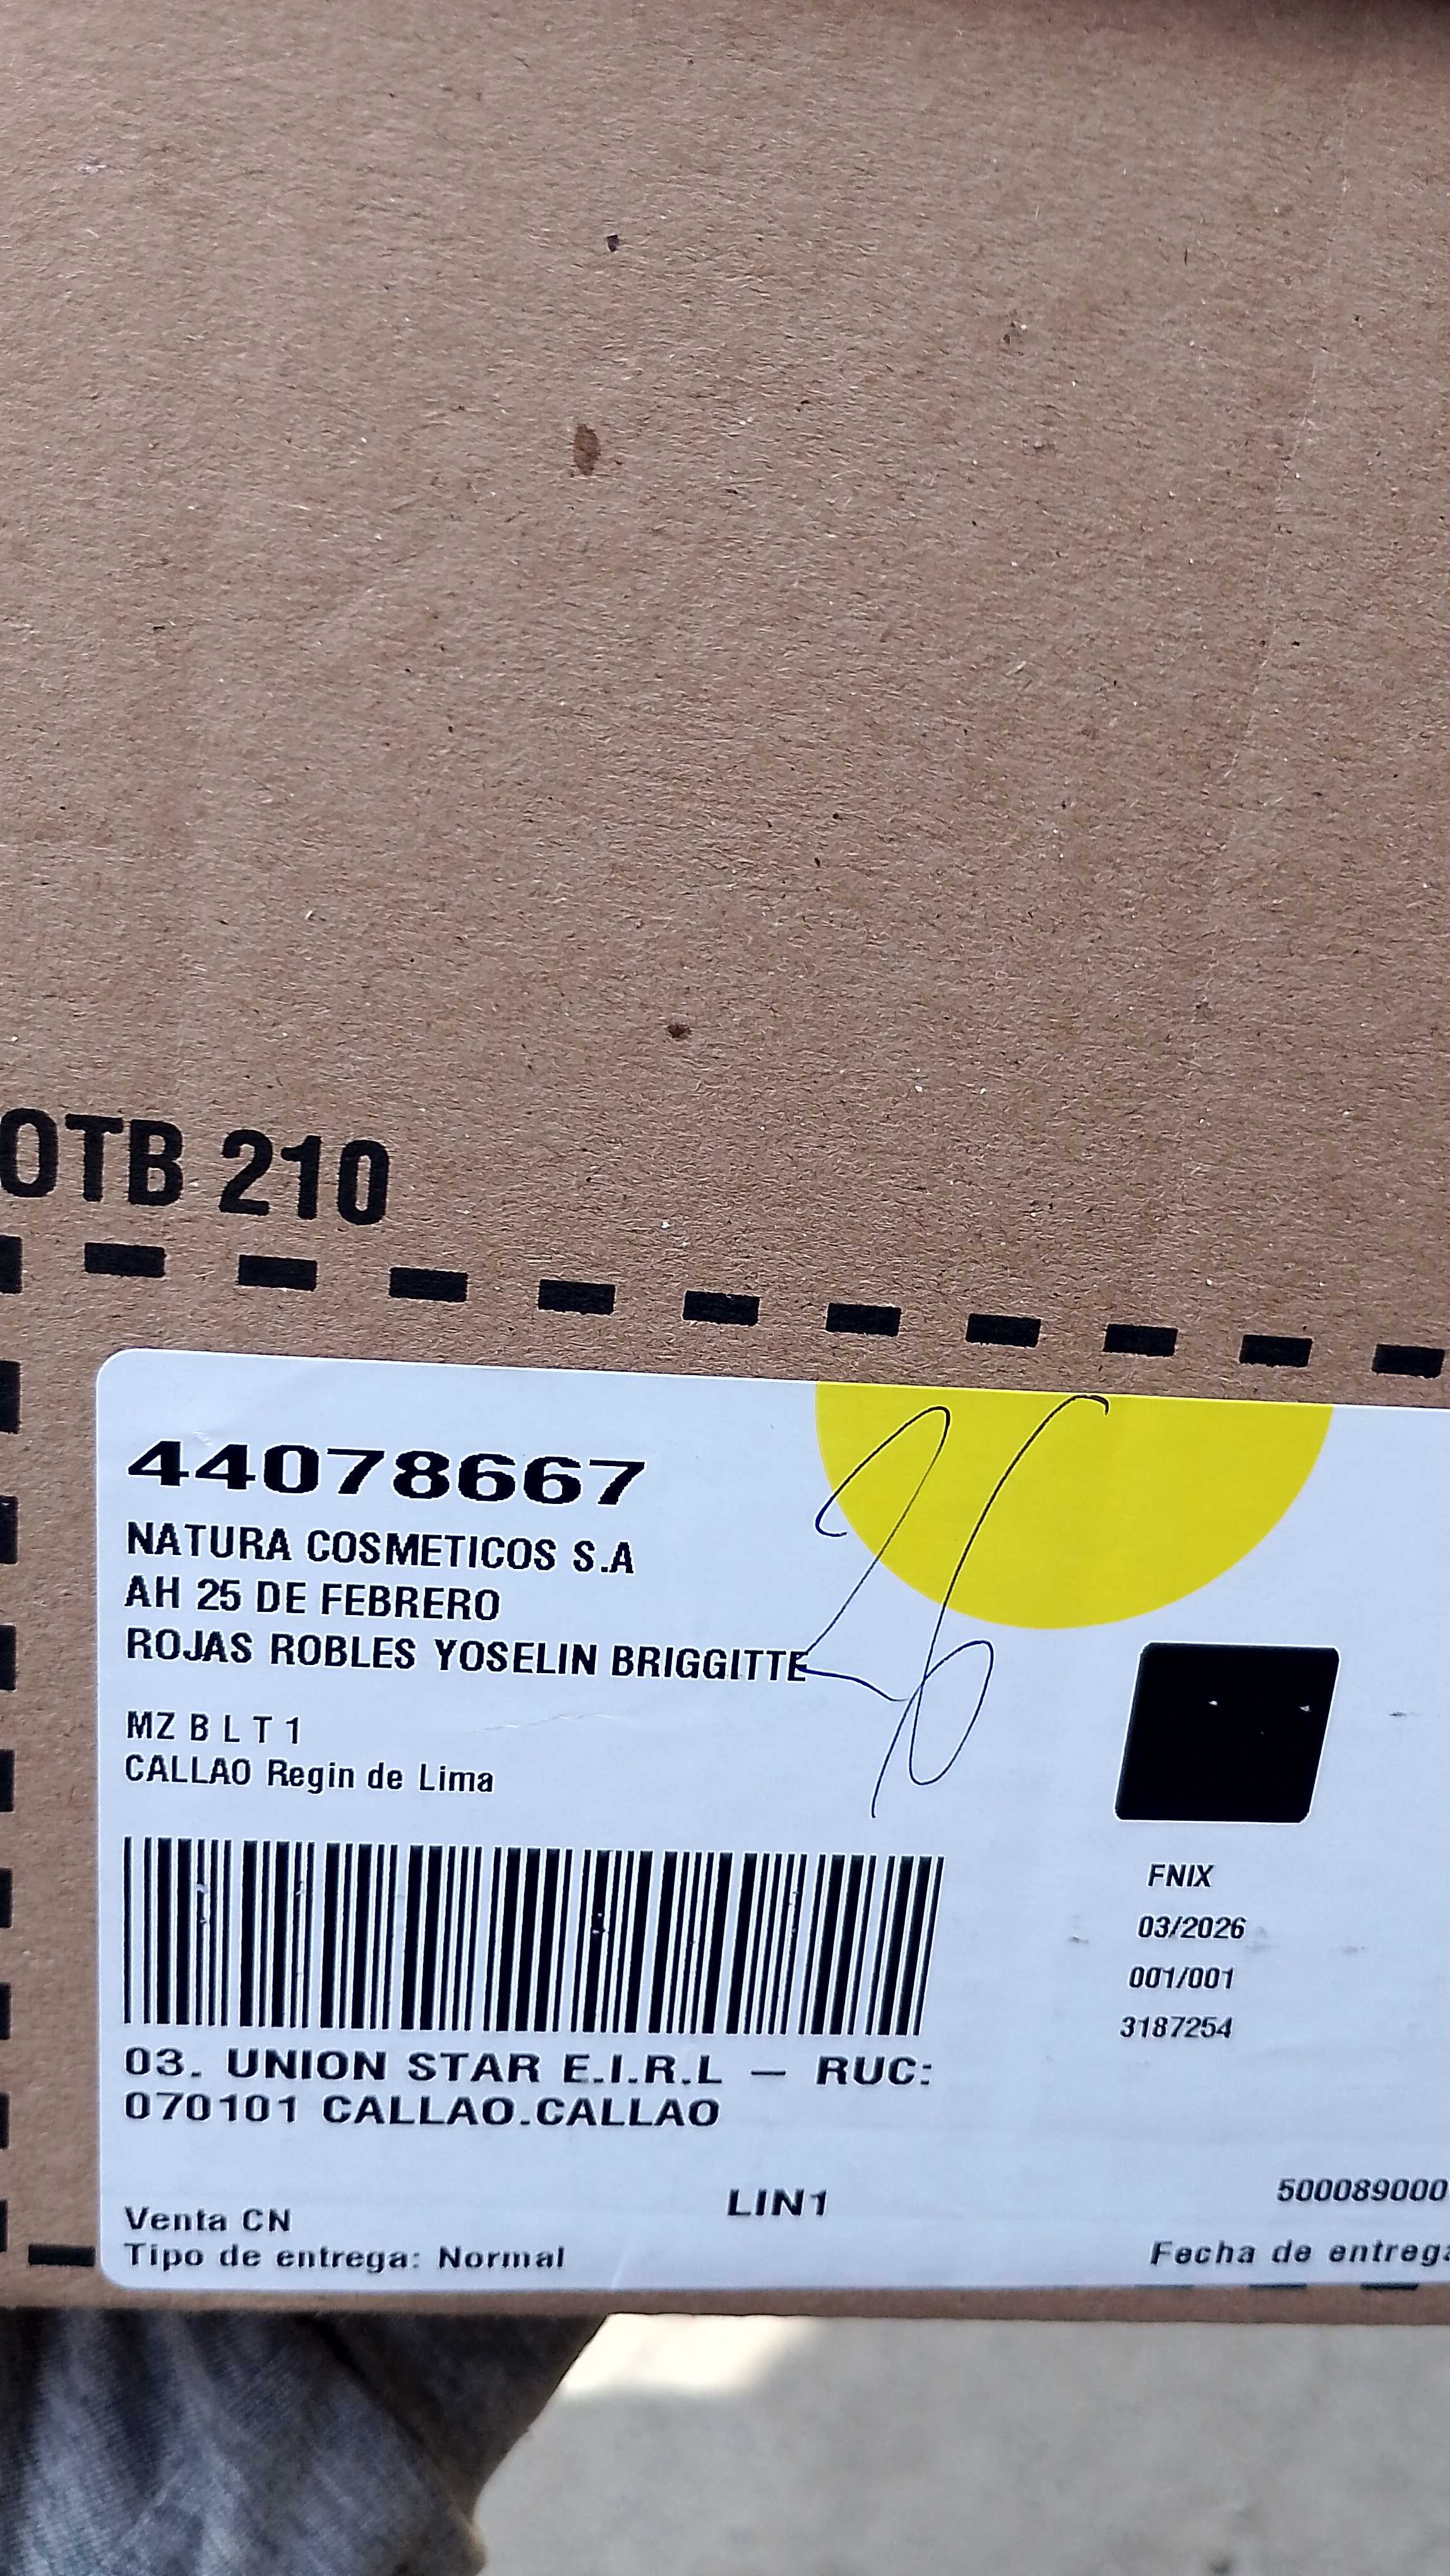 OTB 210
44078667
NATURA COSMETICOS S.A
AH 25 DE FEBRERO
ROJAS ROBLES YOSELIN BRIGGITTE
26
MZ B L T 1
CALLAO Regin de Lima
FNIX
03/2026
001/001
3187254
03. UNION STAR E.I.R.L – RUC:
070101 CALLAO.CALLAO
LIN1
500089000
Venta CN
Tipo de entrega: Normal
Fecha de entrega